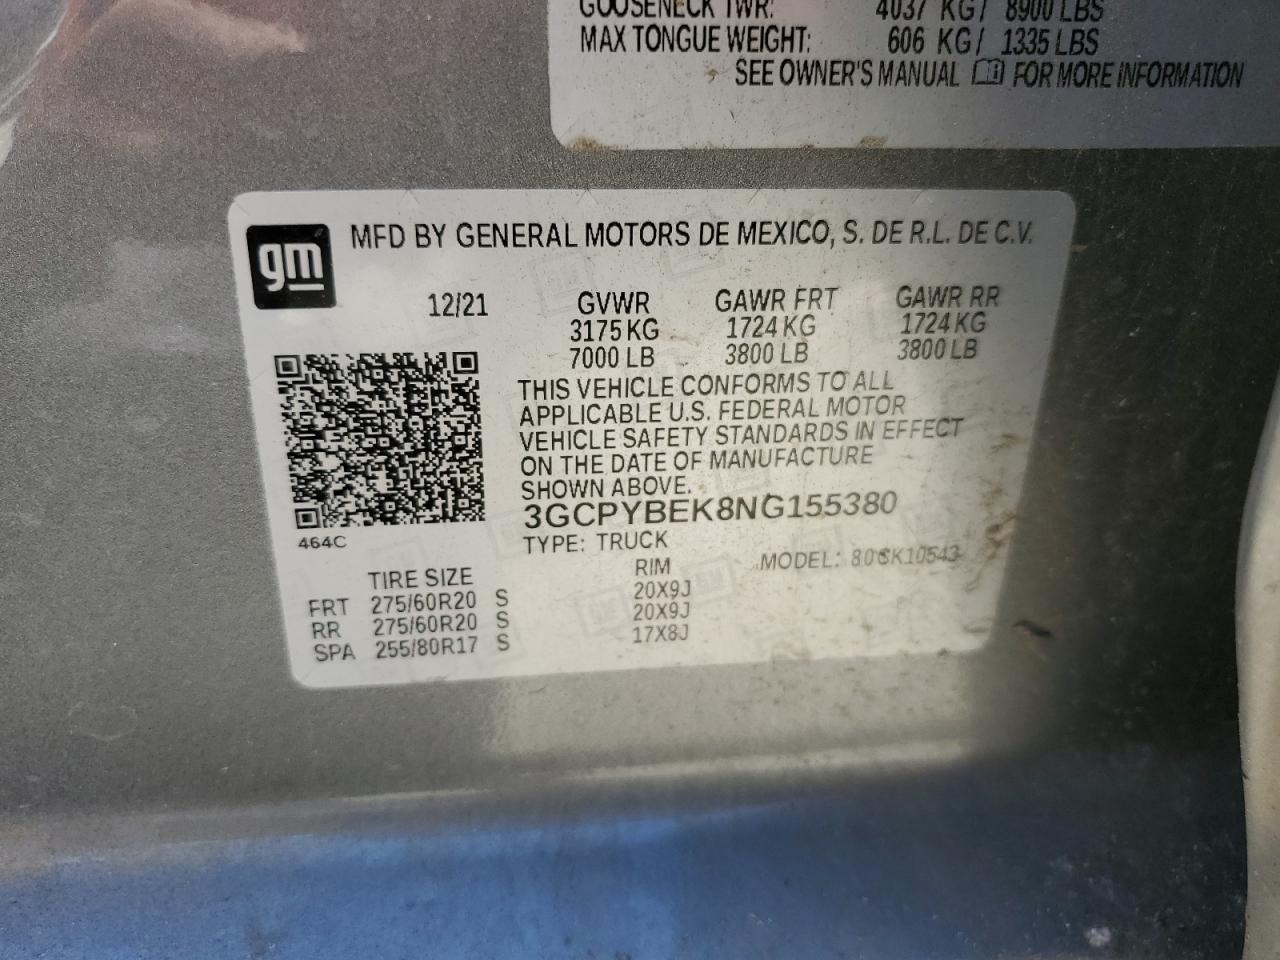 GOOSENECK TWR: 4037 KG/ 8900 LBS
MAX TONGUE WEIGHT: 606 KG/ 1335 LBS
SEE OWNER'S MANUAL FOR MORE INFORMATION
gm
MFD BY GENERAL MOTORS DE MEXICO, S. DE R.L. DE C.V.
12/21 GVWR GAWR FRT GAWR RR
3175 KG 1724 KG 1724 KG
7000 LB 3800 LB 3800 LB
THIS VEHICLE CONFORMS TO ALL
APPLICABLE U.S. FEDERAL MOTOR
VEHICLE SAFETY STANDARDS IN EFFECT
ON THE DATE OF MANUFACTURE
SHOWN ABOVE.
3GCPYBEK8NG155380
464C
TYPE: TRUCK
MODEL:
TIRE SIZE RIM
FRT 275/60R20 S 20X9J
RR 275/60R20 S 20X9J
SPA 255/80R17 S 17X8J